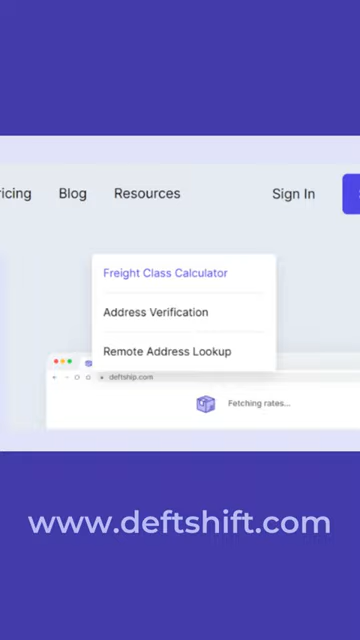 ricing Blog Resources Sign In
Freight Class Calculator
Address Verification
Remote Address Lookup
deftship.com
Fetching rates...
www.deftshift.com